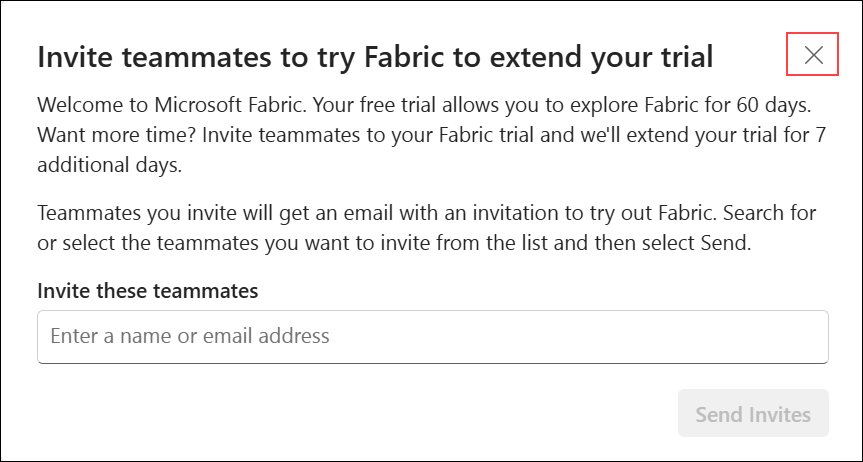 Invite teammates to try Fabric to extend your trial
Welcome to Microsoft Fabric. Your free trial allows you to explore Fabric for 60 days.
Want more time? Invite teammates to your Fabric trial and we'll extend your trial for 7
additional days.
Teammates you invite will get an email with an invitation to try out Fabric. Search for
or select the teammates you want to invite from the list and then select Send.
Invite these teammates
Enter a name or email address
Send Invites